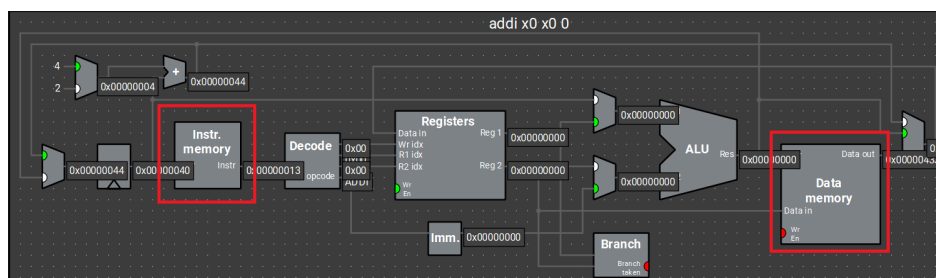 addi x0 x0 0
4
2
0x00000004
+
0x00000044
Instr.
memory
Instr
0x00000044
0x00000040
0x00000013
Decode
opcode
0x00
0x00
ADDI
Registers
Data in
Wr idx
R1 idx
R2 idx
Wr
En
Reg 1
Reg 2
0x00000000
0x00000000
Imm.
0x00000000
0x00000000
0x00000000
ALU
Res
0x00000000
Branch
Branch
taken
Data
memory
Data out
Data in
Wr
En